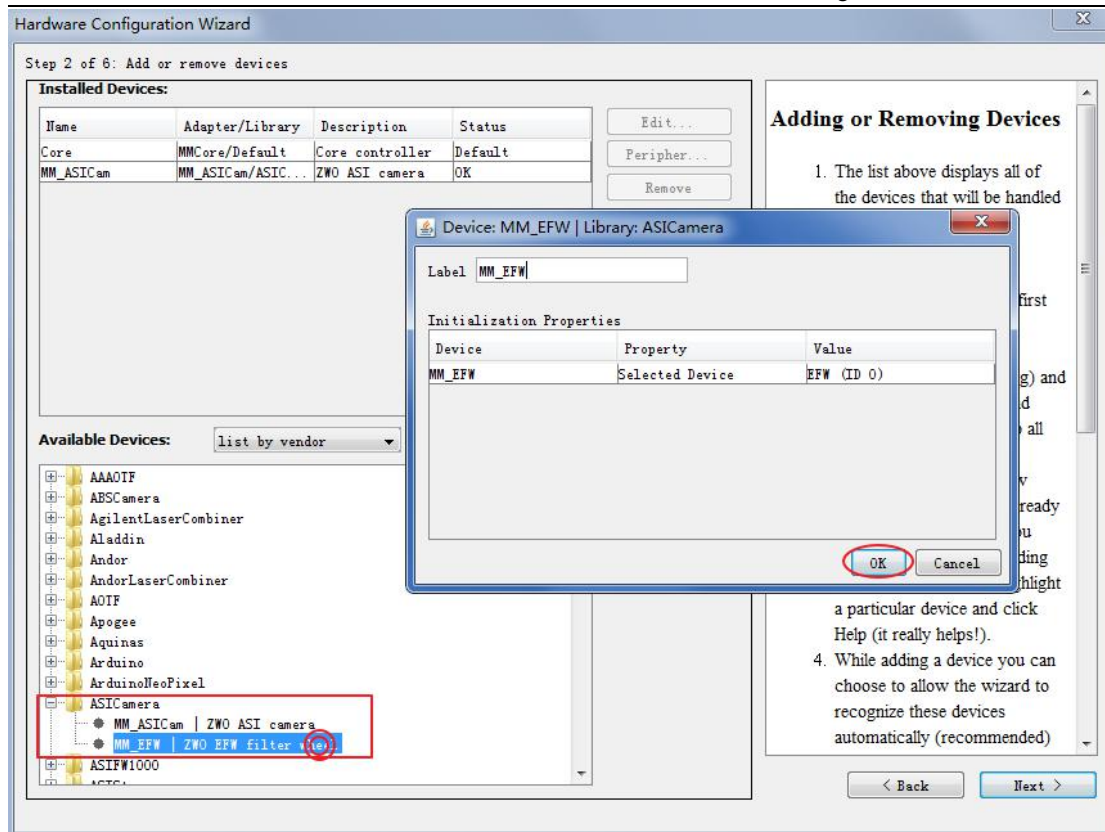 Hardware Configuration Wizard
Step 2 of 6: Add or remove devices
Installed Devices:
Name Adapter/Library Description Status
Core MMCore/Default Core controller Default
MM_ASICam MM_ASICam/ASIC... ZWO ASI camera OK
Edit...
Peripher...
Remove
Device: MM_EFW | Library: ASICamera
Label MM_EFW
Initialization Properties
Device Property Value
MM_EFW Selected Device EFW (ID 0)
OK Cancel
Available Devices: list by vendor
AAAOTF
ABSCamera
AgilentLaserCombiner
Aladdin
Andor
AndorLaserCombiner
AOTF
Apogee
Aquinas
Arduino
ArduinoNeoPixel
ASICamera
MM_ASICam | ZWO ASI camera
MM_EFW | ZWO EFW filter wheel
ASIFW1000
Adding or Removing Devices
1. The list above displays all of
the devices that will be handled
first
g) and
d
all
ready
ding
hlight
a particular device and click
Help (it really helps!).
4. While adding a device you can
choose to allow the wizard to
recognize these devices
automatically (recommended)
< Back Next >